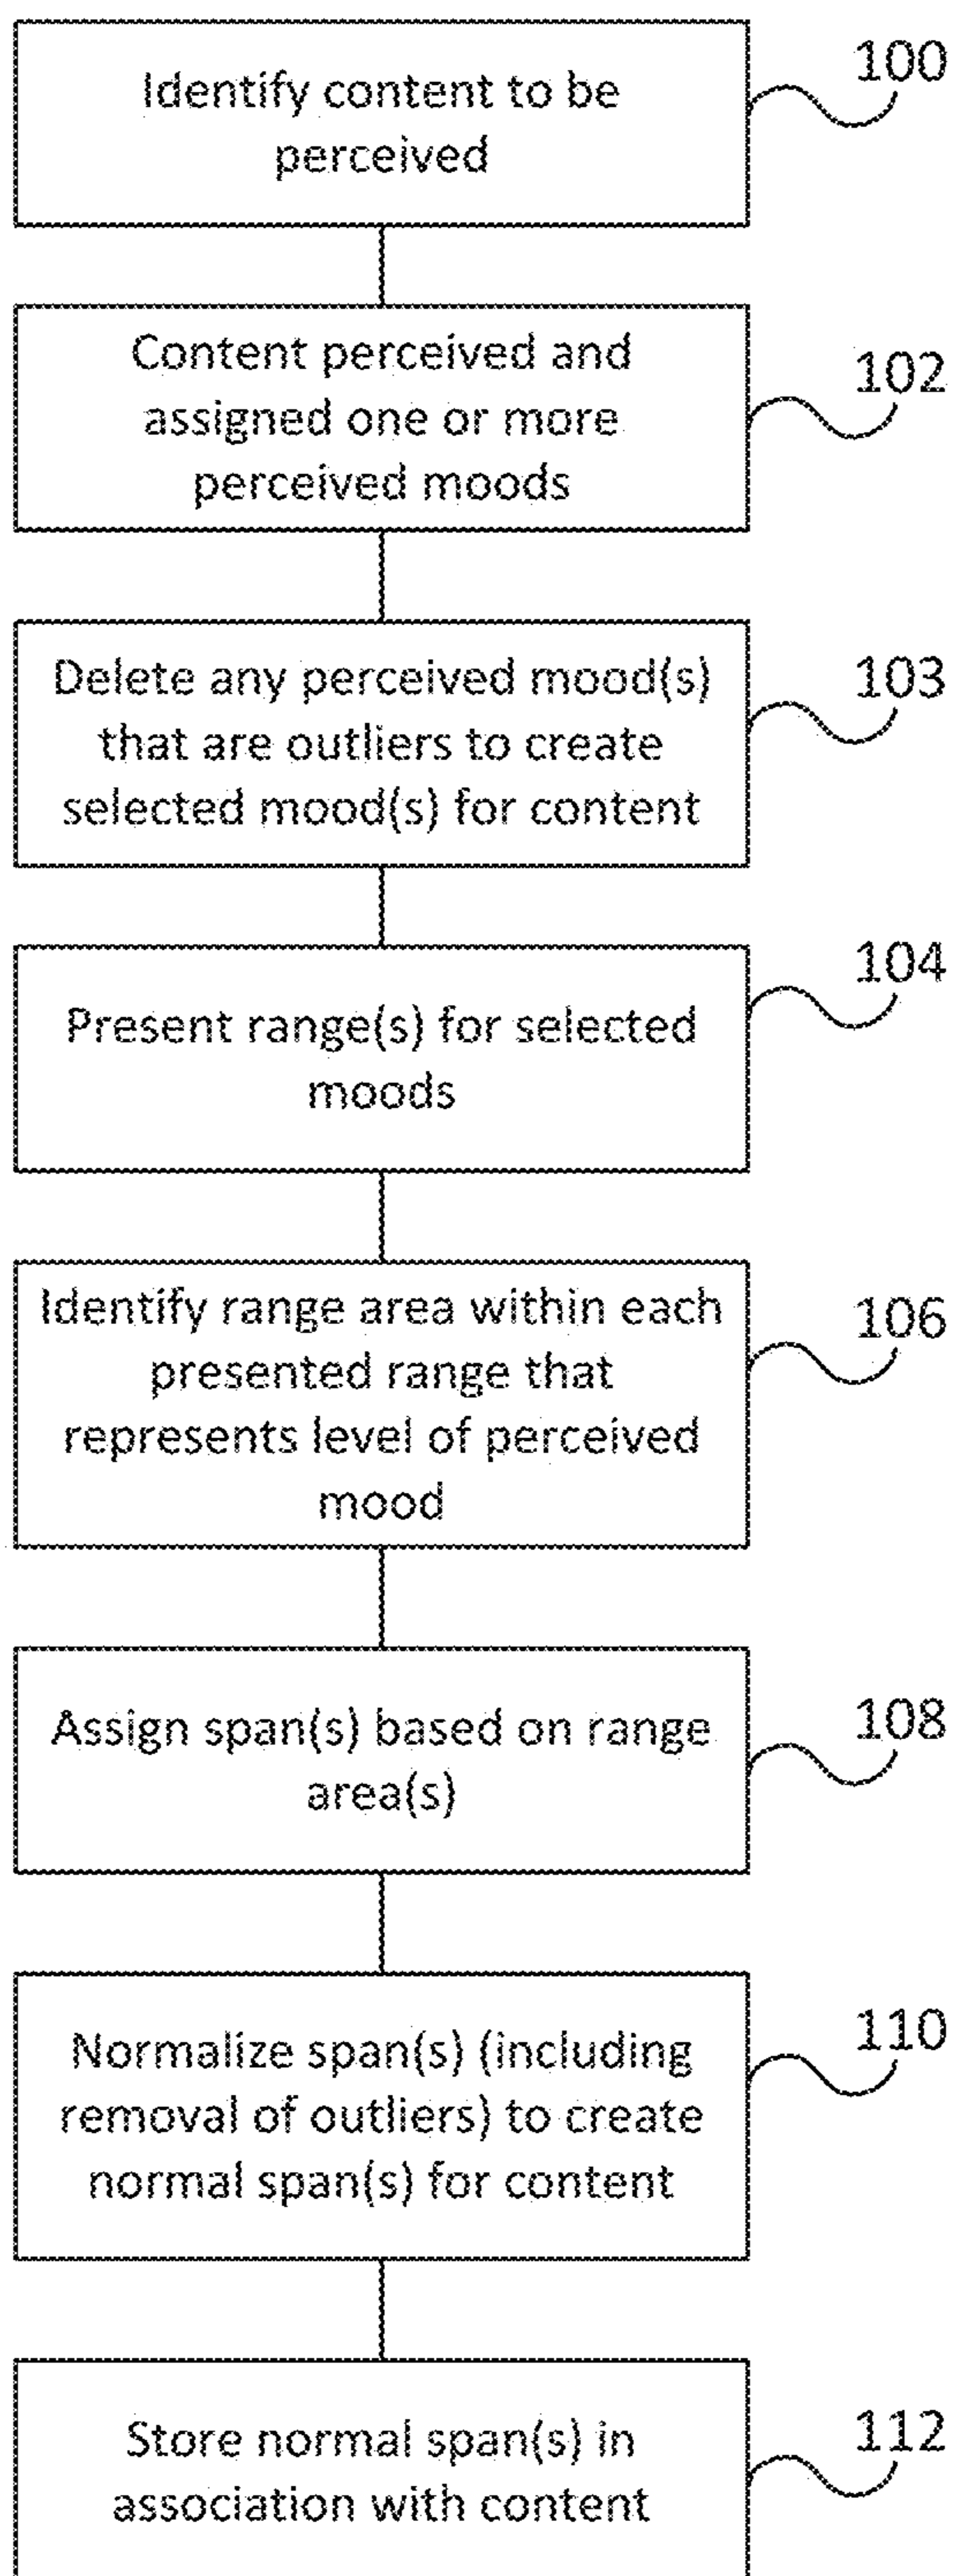 Identify content to be
perceived
100
Content perceived and
assigned one or more
perceived moods
102
Delete any perceived mood(s)
that are outliers to create
selected mood(s) for content
103
Present range(s) for selected
moods
104
Identify range area within each
presented range that
represents level of perceived
mood
106
Assign span(s) based on range
area(s)
108
Normalize span(s) (including
removal of outliers) to create
normal span(s) for content
110
Store normal span(s) in
association with content
112